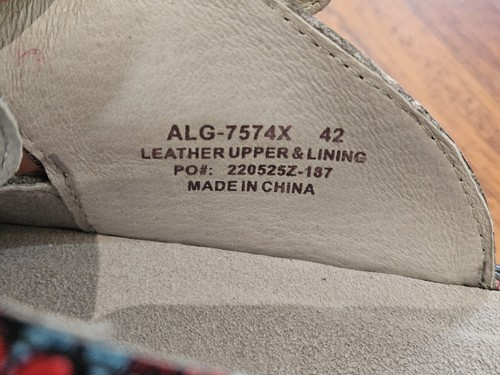 ALG-7574X 42
LEATHER UPPER & LINING
PO#: 220525Z-187
MADE IN CHINA